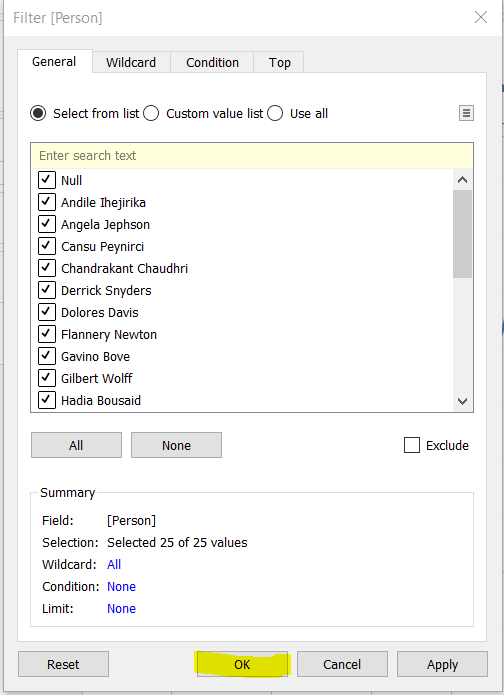 Filter [Person]
General Wildcard Condition Top
Select from list Custom value list Use all
Enter search text
Null
Andile Ihejirika
Angela Jephson
Cansu Peynirci
Chandrakant Chaudhri
Derrick Snyders
Dolores Davis
Flannery Newton
Gavino Bove
Gilbert Wolff
Hadia Bousaid
All None Exclude
Summary
Field: [Person]
Selection: Selected 25 of 25 values
Wildcard: All
Condition: None
Limit: None
Reset OK Cancel Apply